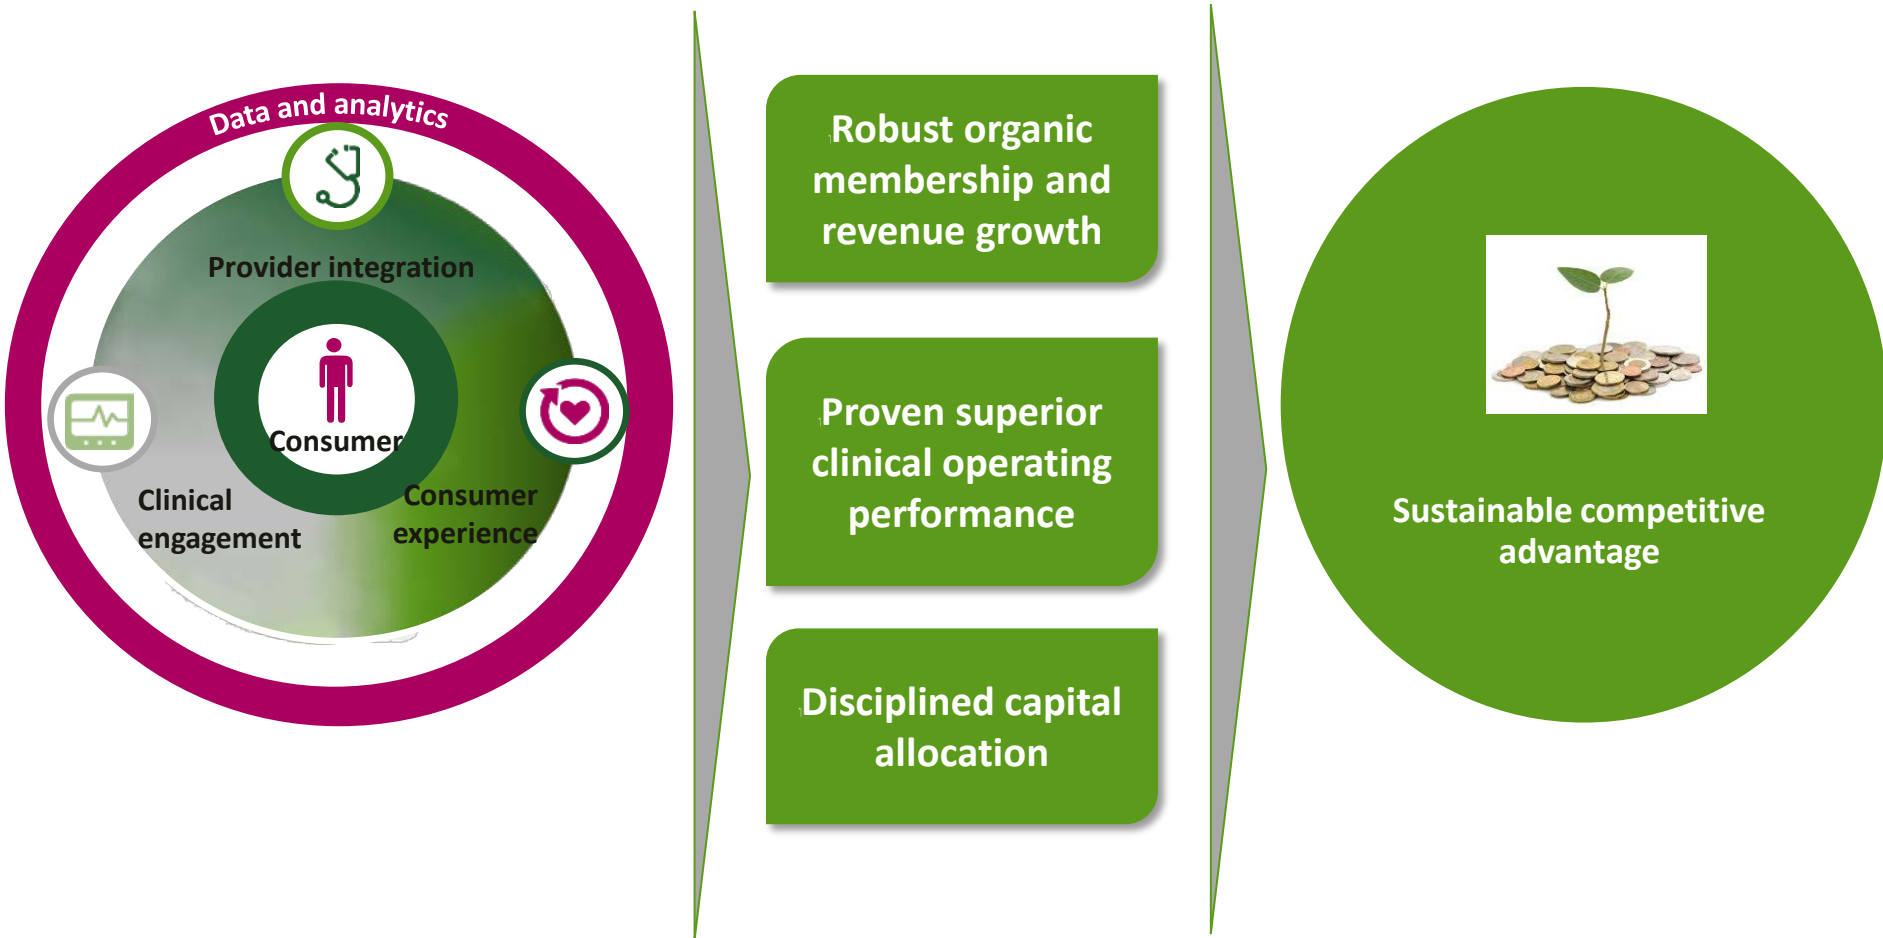 Data and analytics
Provider integration
Consumer
Clinical
engagement
Consumer
experience
Robust organic
membership and
revenue growth
Proven superior
clinical operating
performance
Disciplined capital
allocation
Sustainable competitive
advantage